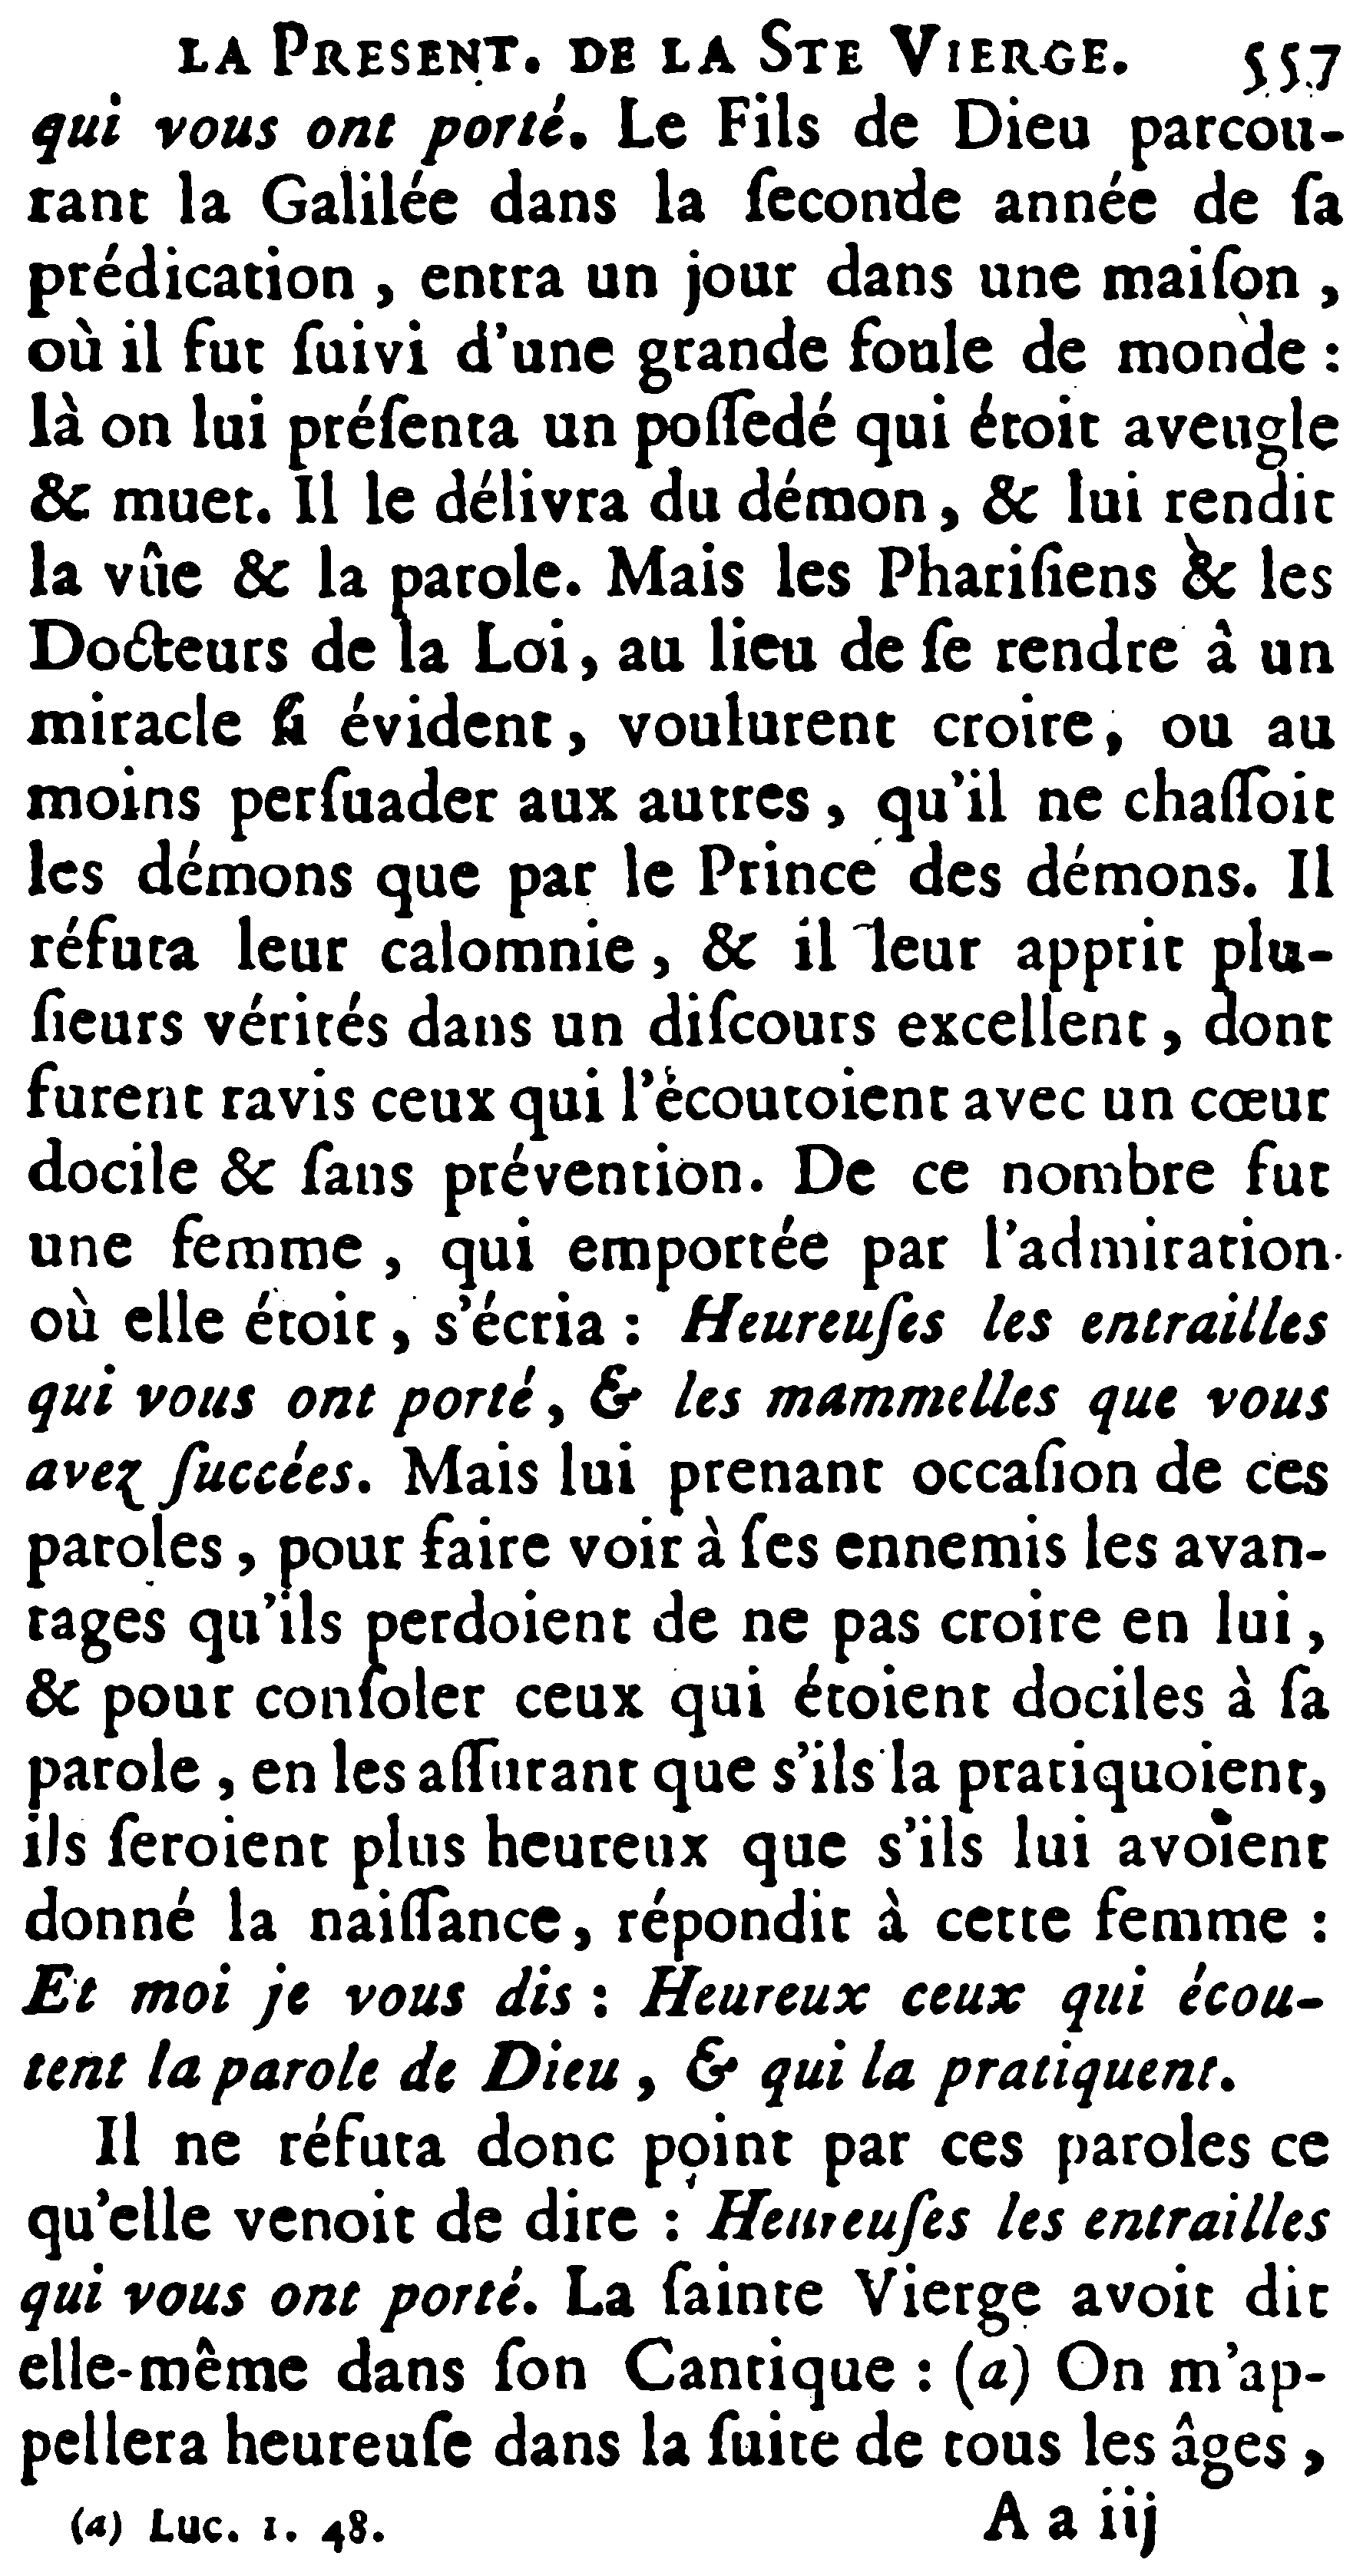 LA PRESENT. DE LA STE VIERGE. 557
qui vous ont porté. Le Fils de Dieu parcou-
rant la Galilée dans la ſeconde année de ſa
prédication, entra un jour dans une maiſon,
où il fut ſuivi d'une grande foule de monde :
là on lui préſenta un poſſedé qui étoit aveugle
& muet. Il le délivra du démon, & lui rendit
la vûe & la parole. Mais les Phariſiens & les
Docteurs de la Loi, au lieu de ſe rendre à un
miracle ſi évident, voulurent croire, ou au
moins perſuader aux autres, qu'il ne chaſſoit
les démons que par le Prince des démons. Il
réfuta leur calomnie, & il leur apprit plu-
ſieurs vérités dans un diſcours excellent, dont
furent ravis ceux qui l'écoutoient avec un cœur
docile & ſans prévention. De ce nombre fut
une femme, qui emportée par l'admiration
où elle étoit, s'écria : Heureuſes les entrailles
qui vous ont porté, & les mammelles que vous
avez ſuccées. Mais lui prenant occaſion de ces
paroles, pour faire voir à ſes ennemis les avan-
tages qu'ils perdoient de ne pas croire en lui,
& pour conſoler ceux qui étoient dociles à ſa
parole, en les aſſurant que s'ils la pratiquoient,
ils ſeroient plus heureux que s'ils lui avoient
donné la naiſſance, répondit à cette femme :
Et moi je vous dis : Heureux ceux qui écou-
tent la parole de Dieu, & qui la pratiquent.
Il ne réfuta donc point par ces paroles ce
qu'elle venoit de dire : Heureuſes les entrailles
qui vous ont porté. La ſainte Vierge avoit dit
elle-même dans ſon Cantique : (a) On m'ap-
pellera heureuſe dans la ſuite de tous les âges,
(a) Luc. 1. 48. A a iij